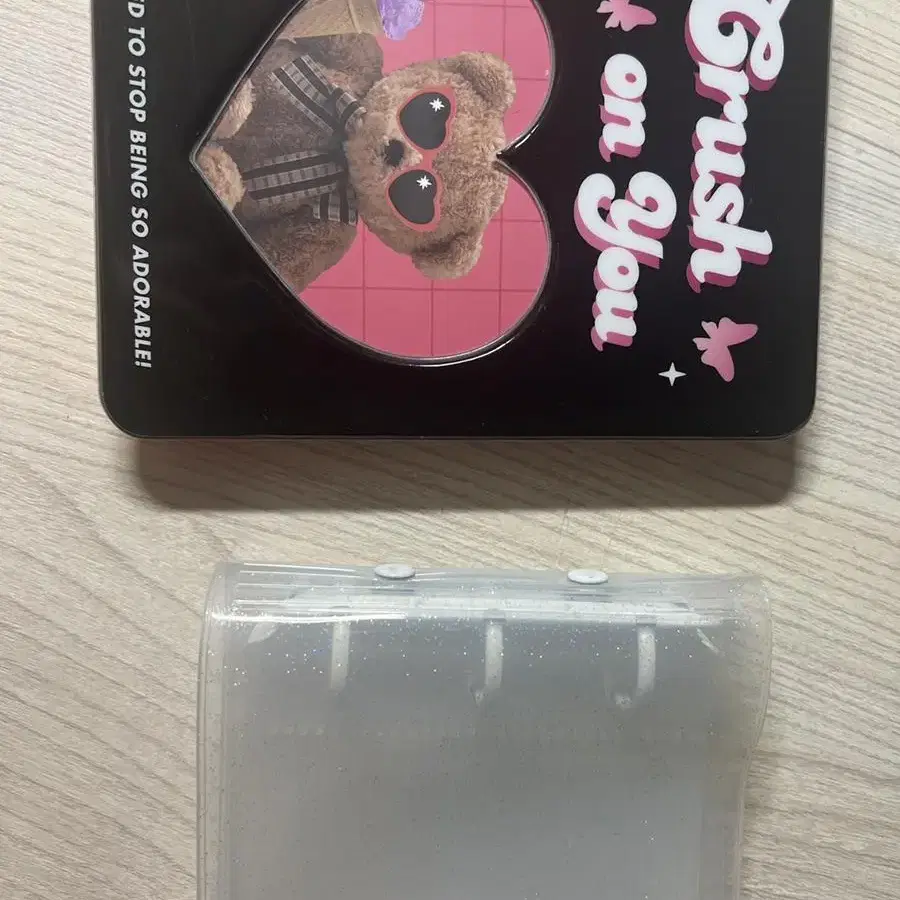 Crush
on You
TO STOP BEING SO ADORABLE!